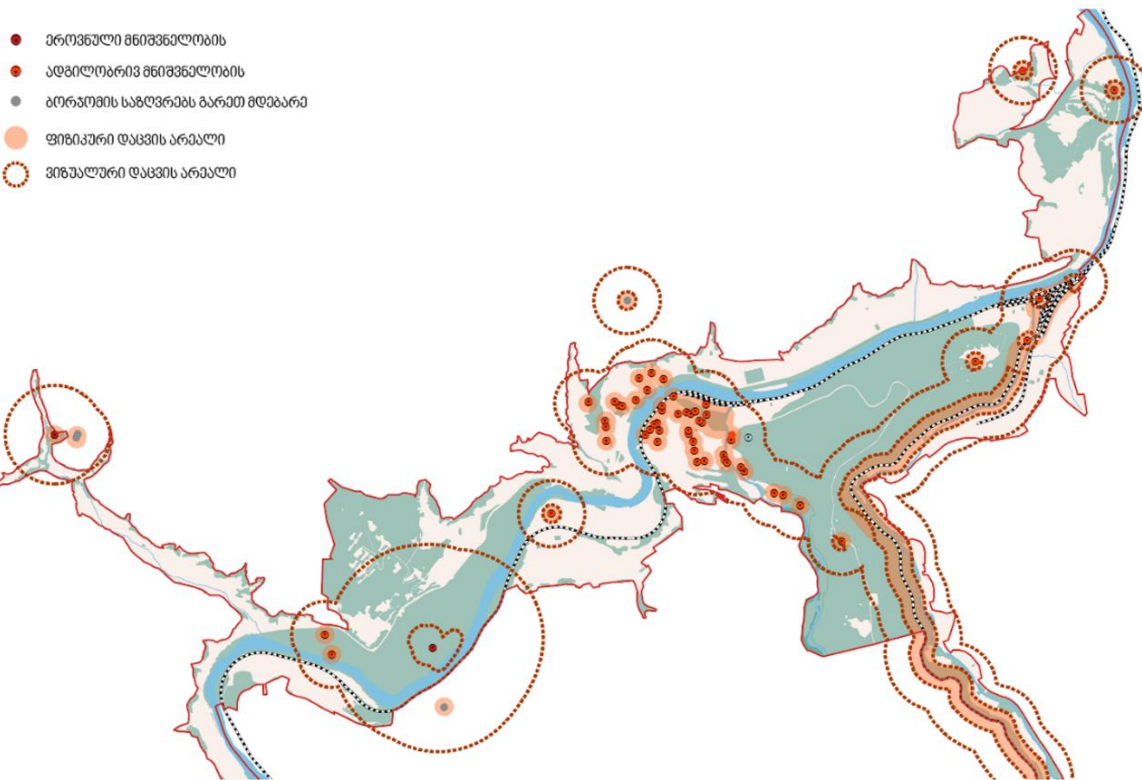 ეროვნული მნიშვნელობის
ადგილობრივ მნიშვნელობის
ბორჯომის საზღვრებს გარეთ მდებარე
ფიზიკური დაცვის არეალი
ვიზუალური დაცვის არეალი